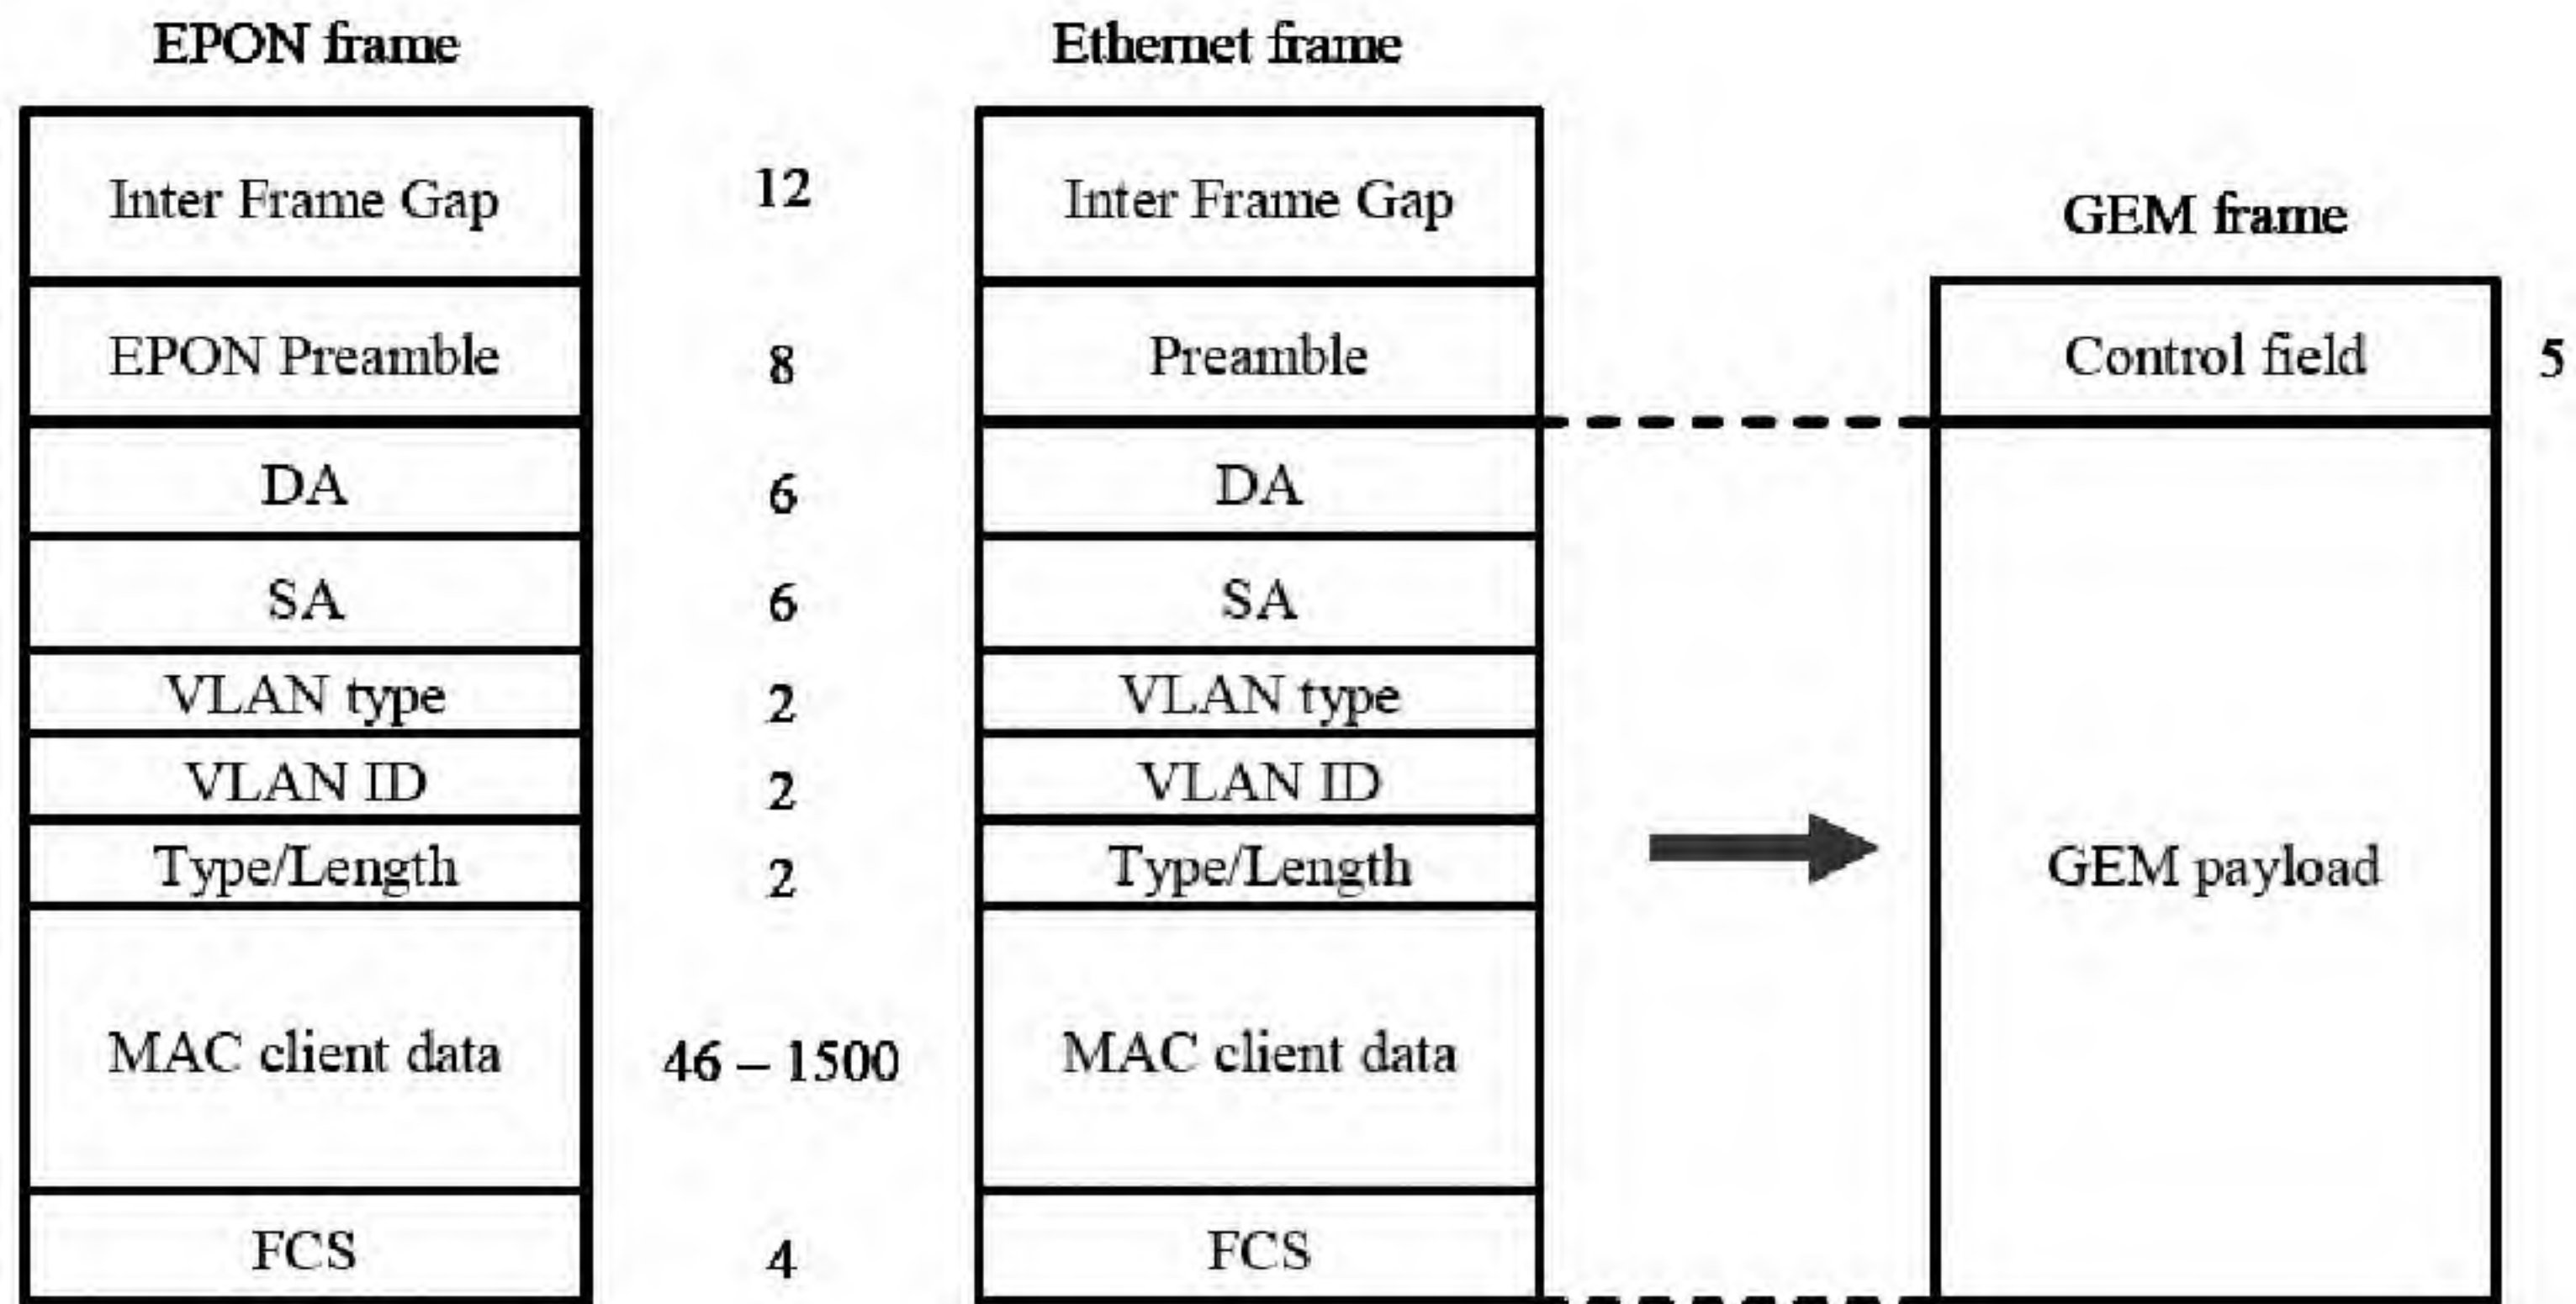 EPON frame
Ethernet frame
Inter Frame Gap
12
Inter Frame Gap
GEM frame
EPON Preamble
8
Preamble
Control field
5
DA
6
DA
SA
6
SA
VLAN type
2
VLAN type
VLAN ID
2
VLAN ID
Type/Length
2
Type/Length
GEM payload
MAC client data
46 – 1500
MAC client data
FCS
4
FCS